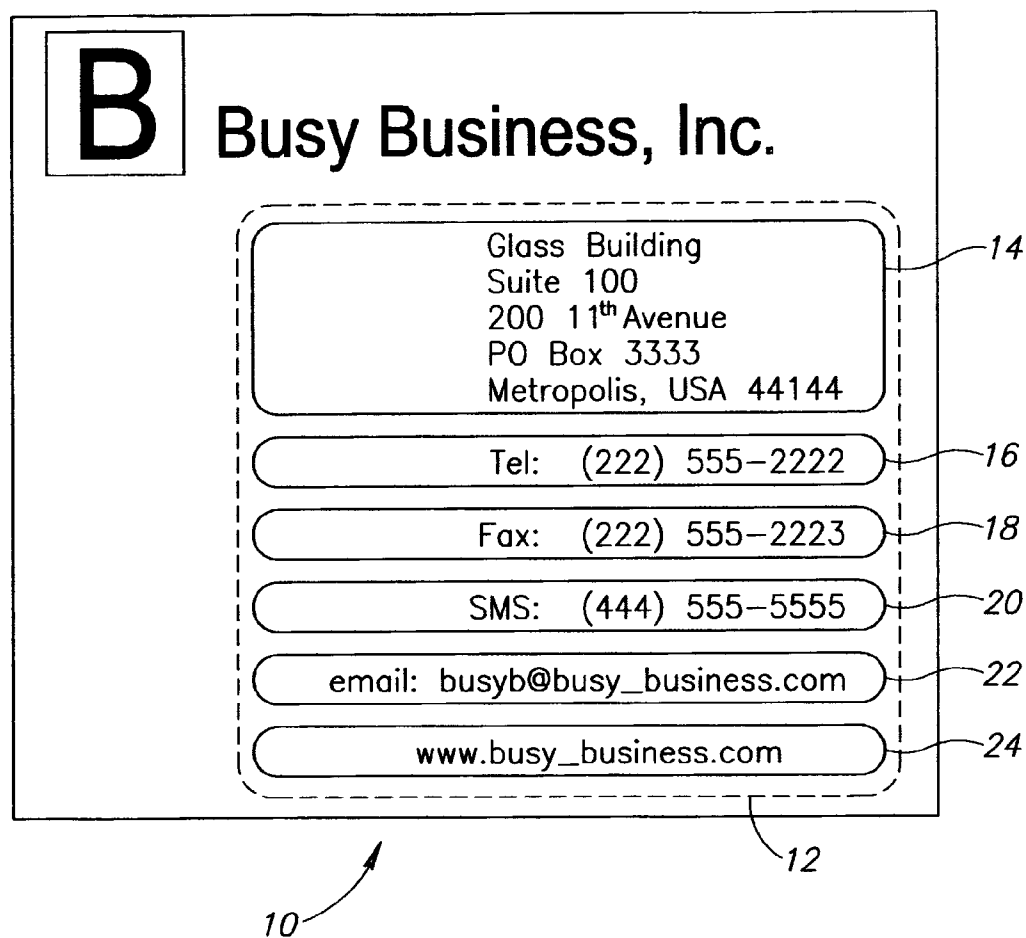 B
Busy Business, Inc.
Glass Building
Suite 100
200 11th Avenue
PO Box 3333
Metropolis, USA 44144
14
Tel: (222) 555-2222
16
Fax: (222) 555-2223
18
SMS: (444) 555-5555
20
email: busyb@busy_business.com
22
www.busy_business.com
24
12
10